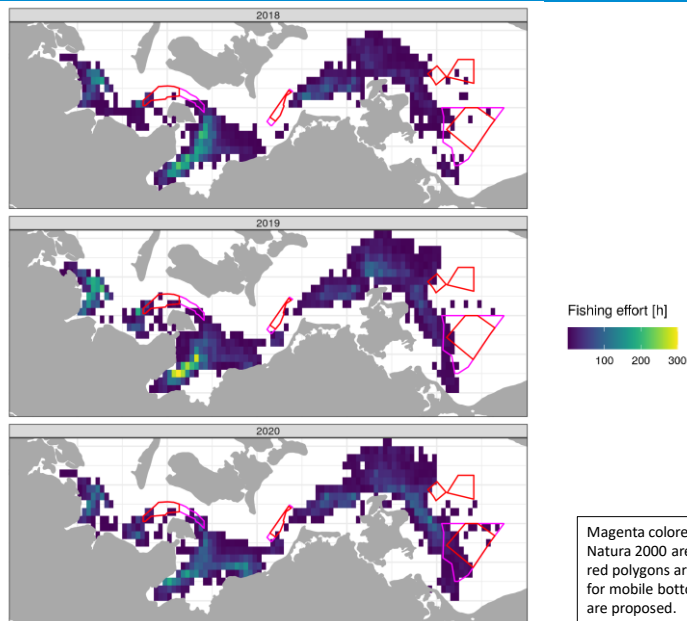 2018
2019
Fishing effort [h]
100 200 300
2020
Magenta colore
Natura 2000 are
red polygons ar
for mobile botto
are proposed.